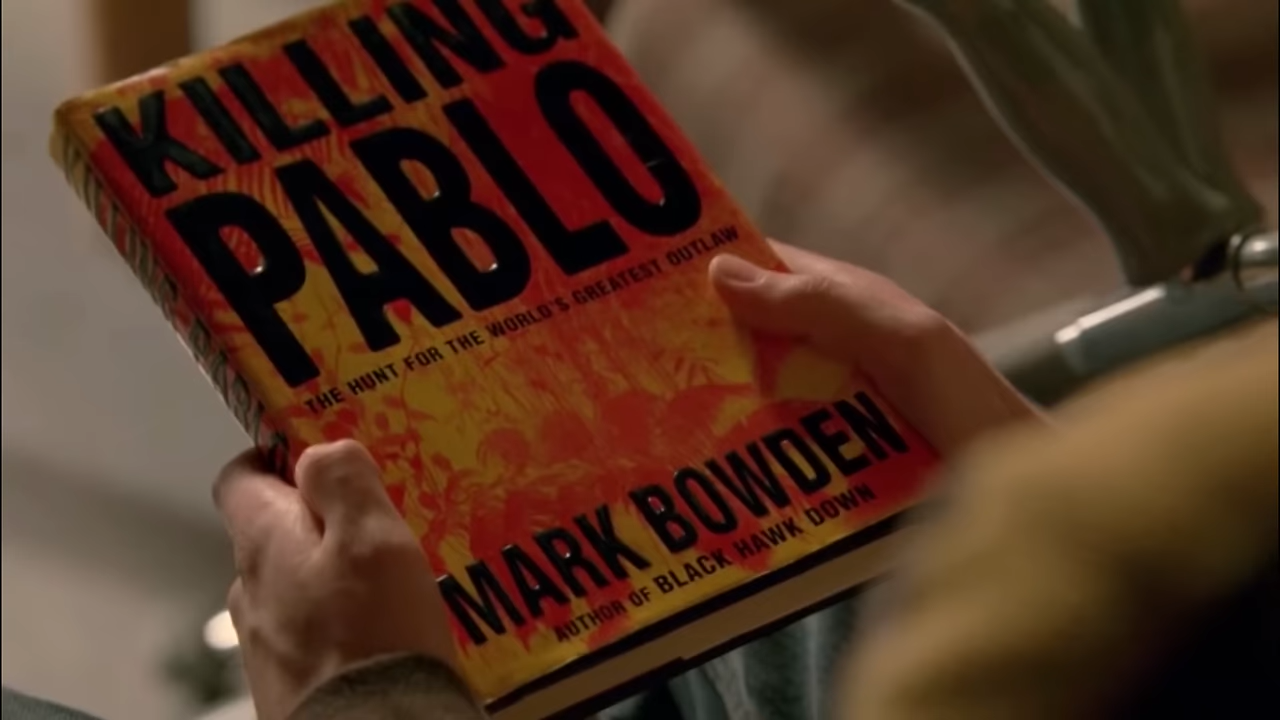 KILLING
PABLO
THE HUNT FOR THE WORLD'S GREATEST OUTLAW
MARK BOWDEN
AUTHOR OF BLACK HAWK DOWN